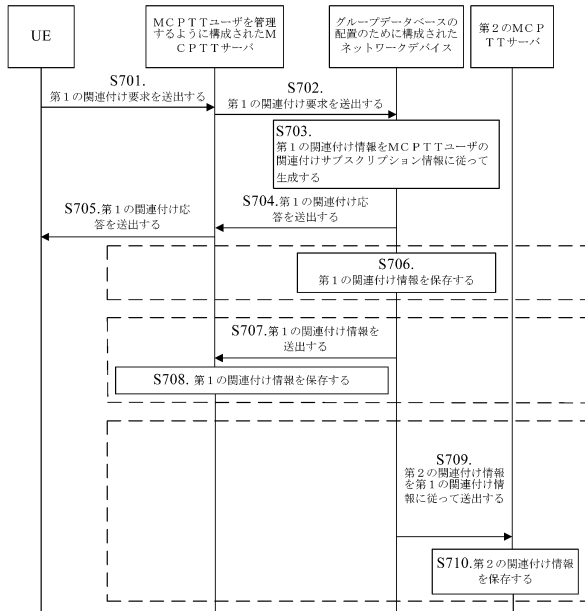 UE
MCPTTユーザを管理
するように構成されたM
CPTTサーバ
グループデータベースの
配置のために構成された
ネットワークデバイス
第2のMCP
TTサーバ
S701.
第1の関連付け要求を送出する
S702.
第1の関連付け要求を送出する
S703.
第1の関連付け情報をMCPTTユーザの
関連付けサブスクリプション情報に従って
生成する
S704.第1の関連付け応
答を送出する
S705.第1の関連付け応
答を送出する
S706.
第1の関連付け情報を保存する
S707.第1の関連付け情報を
送出する
S708. 第1の関連付け情報を保存する
S709.
第2の関連付け情報
を第1の関連付け情
報に従って送出する
S710.第2の関連付け情報
を保存する